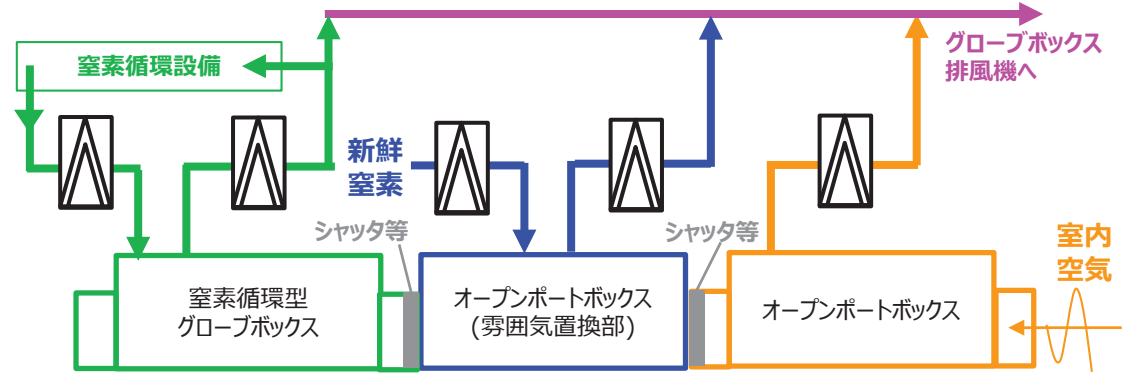 窒素循環設備
グローブボックス
排風機へ
新鮮
窒素
シャッタ等
シャッタ等
室内
空気
窒素循環型
グローブボックス
オープンポートボックス
(雰囲気置換部)
オープンポートボックス